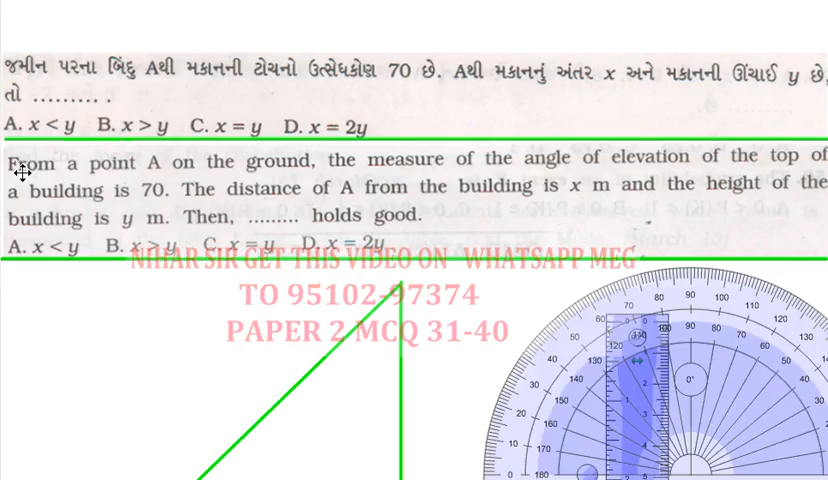 જમીન પરના બિંદુ Aથી મકાનની ટોચનો ઉત્સેધકોણ 70 છે. Aથી મકાનનું અંતર x અને મકાનની ઊંચાઈ y છે,
તો ......... .
A. x < y B. x > y C. x = y D. x = 2y
From a point A on the ground, the measure of the angle of elevation of the top of
a building is 70. The distance of A from the building is x m and the height of the
building is y m. Then, ......... holds good.
A. x < y B. x > y C. x = y D. x = 2y
NIHAR SIR GET THIS VIDEO ON WHATSAPP MEG
TO 95102-97374
PAPER 2 MCQ 31-40